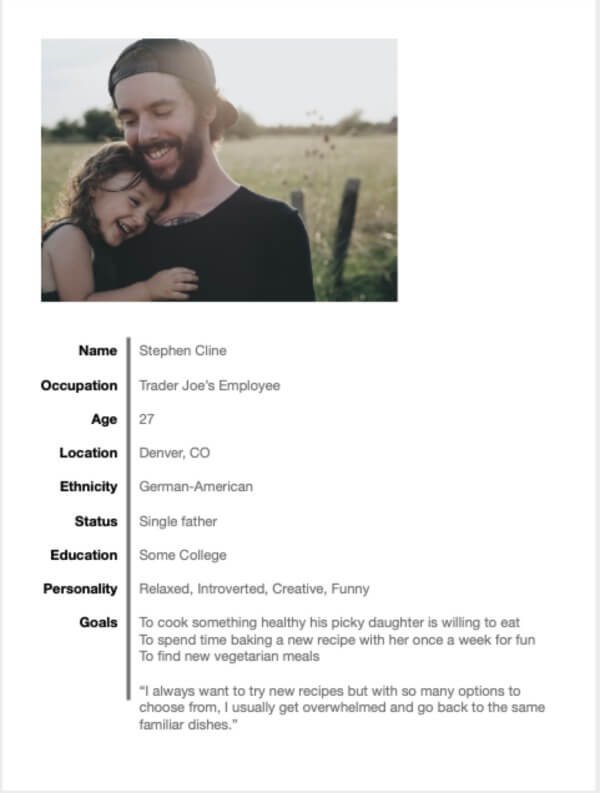 Name Stephen Cline
Occupation Trader Joe's Employee
Age 27
Location Denver, CO
Ethnicity German-American
Status Single father
Education Some College
Personality Relaxed, Introverted, Creative, Funny
Goals To cook something healthy his picky daughter is willing to eat
To spend time baking a new recipe with her once a week for fun
To find new vegetarian meals
“I always want to try new recipes but with so many options to
choose from, I usually get overwhelmed and go back to the same
familiar dishes.”